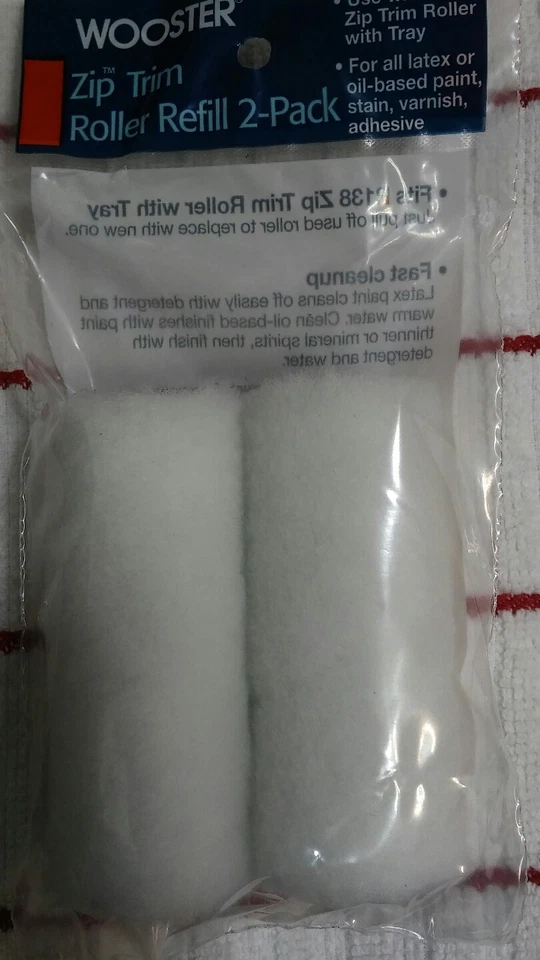 WOOSTER®
Zip™ Trim
Roller Refill 2-Pack
• Use
Zip Trim Roller
with Tray
• For all latex or
oil-based paint,
stain, varnish,
adhesive
• Fits R138 Zip Trim Roller with Tray
Just pull off used roller to replace with new one.
• Fast cleanup
Latex paint cleans off easily with detergent and
warm water. Clean oil-based finishes with paint
thinner or mineral spirits, then finish with
detergent and water.